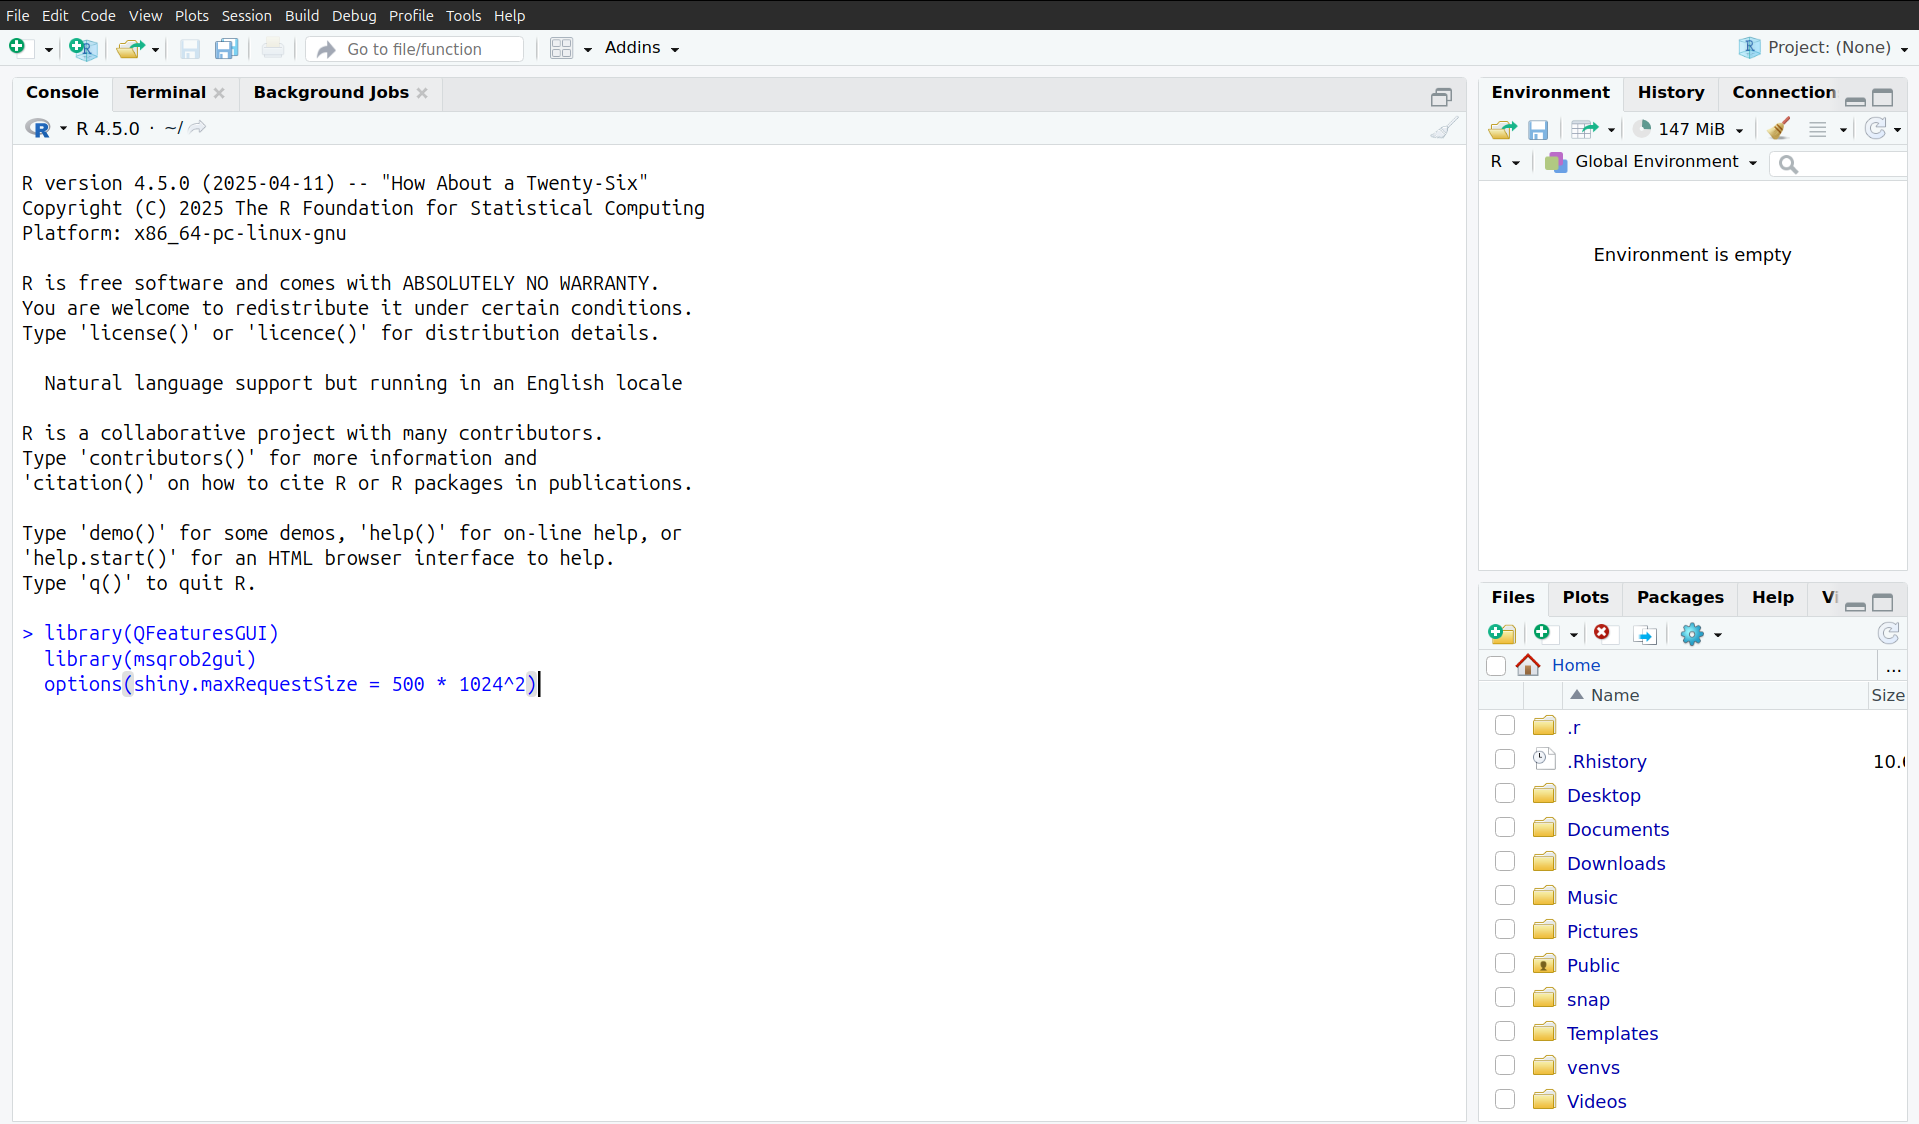 File Edit Code View Plots Session Build Debug Profile Tools Help
Go to file/function Addins Project: (None)
Console Terminal Background Jobs
R 4.5.0 · ~/
R version 4.5.0 (2025-04-11) -- "How About a Twenty-Six"
Copyright (C) 2025 The R Foundation for Statistical Computing
Platform: x86_64-pc-linux-gnu
R is free software and comes with ABSOLUTELY NO WARRANTY.
You are welcome to redistribute it under certain conditions.
Type 'license()' or 'licence()' for distribution details.
Natural language support but running in an English locale
R is a collaborative project with many contributors.
Type 'contributors()' for more information and
'citation()' on how to cite R or R packages in publications.
Type 'demo()' for some demos, 'help()' for on-line help, or
'help.start()' for an HTML browser interface to help.
Type 'q()' to quit R.
> library(QFeaturesGUI)
library(msqrob2gui)
options(shiny.maxRequestSize = 500 * 1024^2)
Environment History Connection
147 MiB
R Global Environment
Environment is empty
Files Plots Packages Help
Home ...
Name Size
.r
.Rhistory
Desktop
Documents
Downloads
Music
Pictures
Public
snap
Templates
venvs
Videos